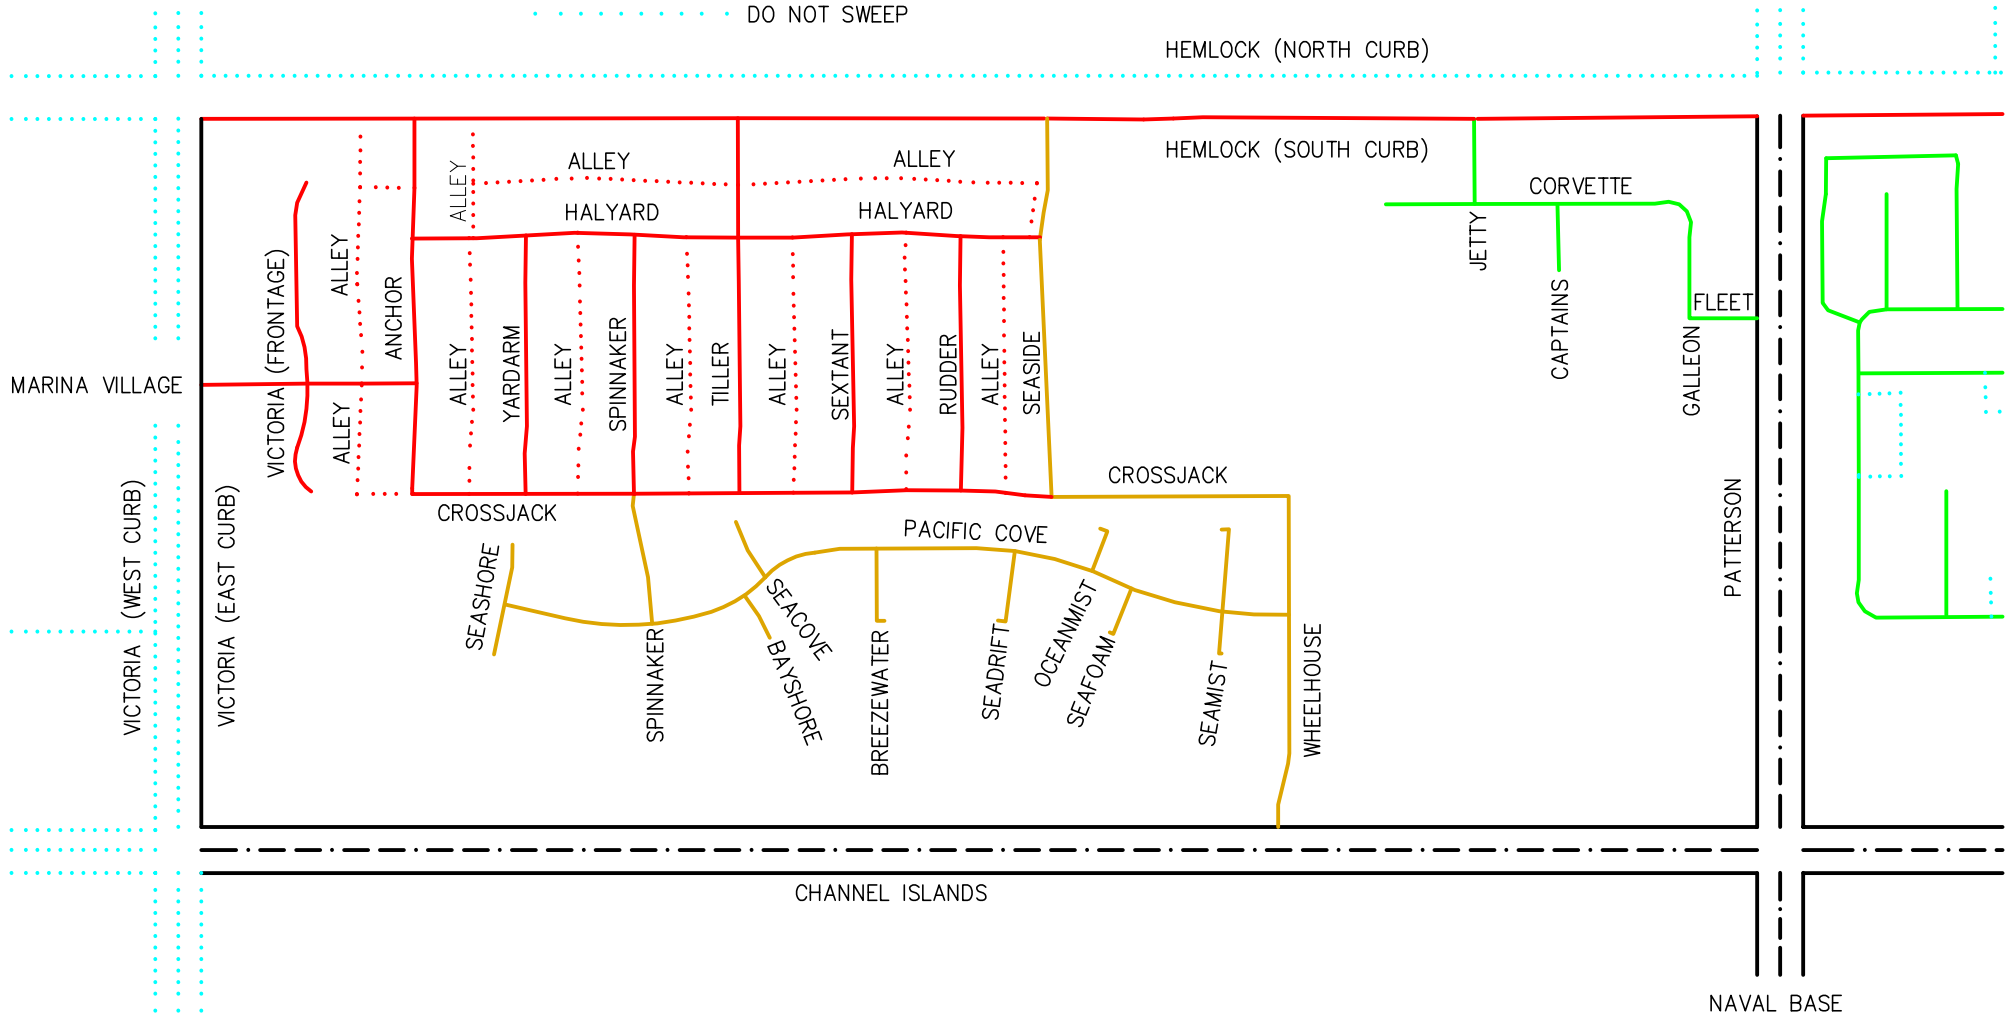 DO NOT SWEEP
HEMLOCK (NORTH CURB)
HEMLOCK (SOUTH CURB)
ALLEY
ALLEY
ALLEY
CORVETTE
HALYARD
HALYARD
JETTY
ALLEY
VICTORIA (FRONTAGE)
ANCHOR
FLEET
CAPTAINS
GALLEON
MARINA VILLAGE
ALLEY
ALLEY
YARDARM
ALLEY
SPINNAKER
ALLEY
TILLER
ALLEY
SEXTANT
ALLEY
RUDDER
ALLEY
SEASIDE
CROSSJACK
CROSSJACK
PACIFIC COVE
VICTORIA (WEST CURB)
VICTORIA (EAST CURB)
PATTERSON
SEASHORE
SPINNAKER
SEACOVE
BAYSHORE
BREEZEWATER
SEADRIFT
OCEANMIST
SEAFOAM
SEAMIST
WHEELHOUSE
CHANNEL ISLANDS
NAVAL BASE